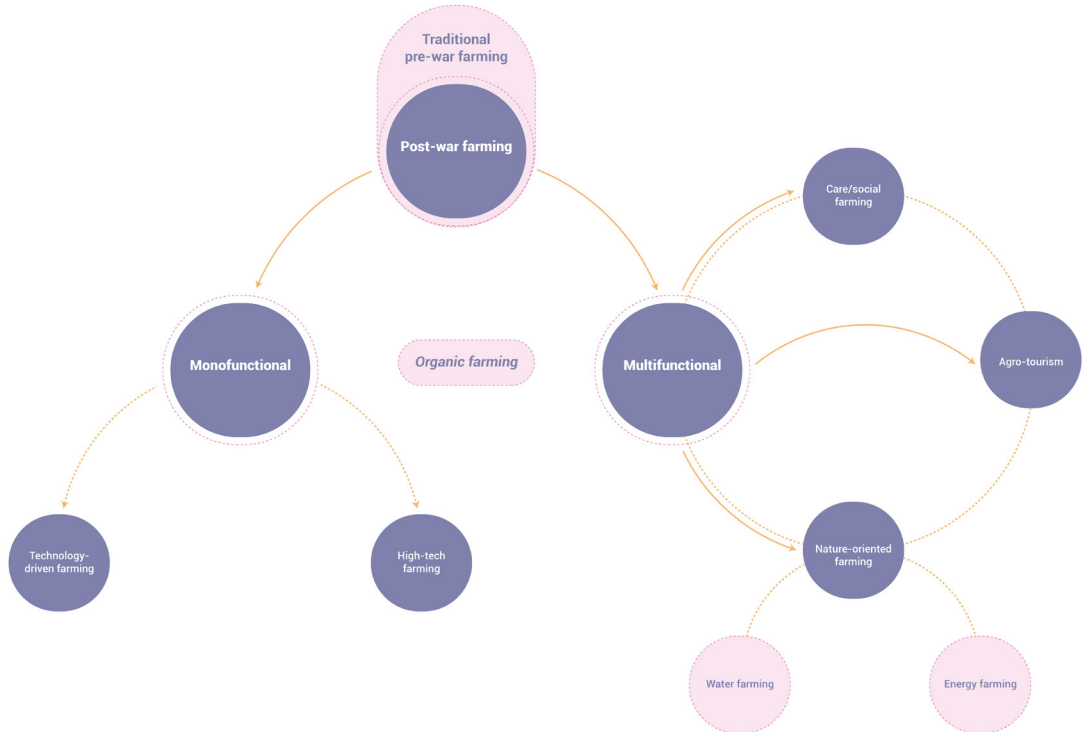 Traditional
pre-war farming
Post-war farming
Care/social
farming
Monofunctional
Organic farming
Multifunctional
Agro-tourism
Technology-
driven farming
High-tech
farming
Nature-oriented
farming
Water farming
Energy farming